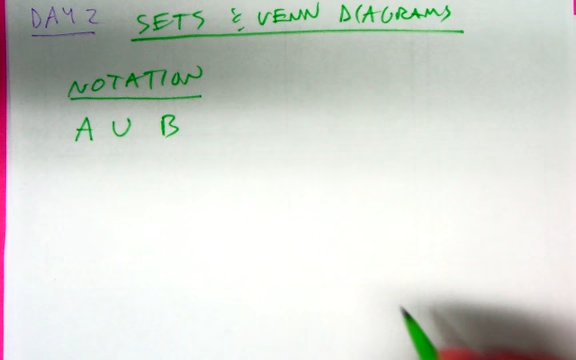 DAY 2 SETS & VENN DIAGRAMS
NOTATION
A ∪ B